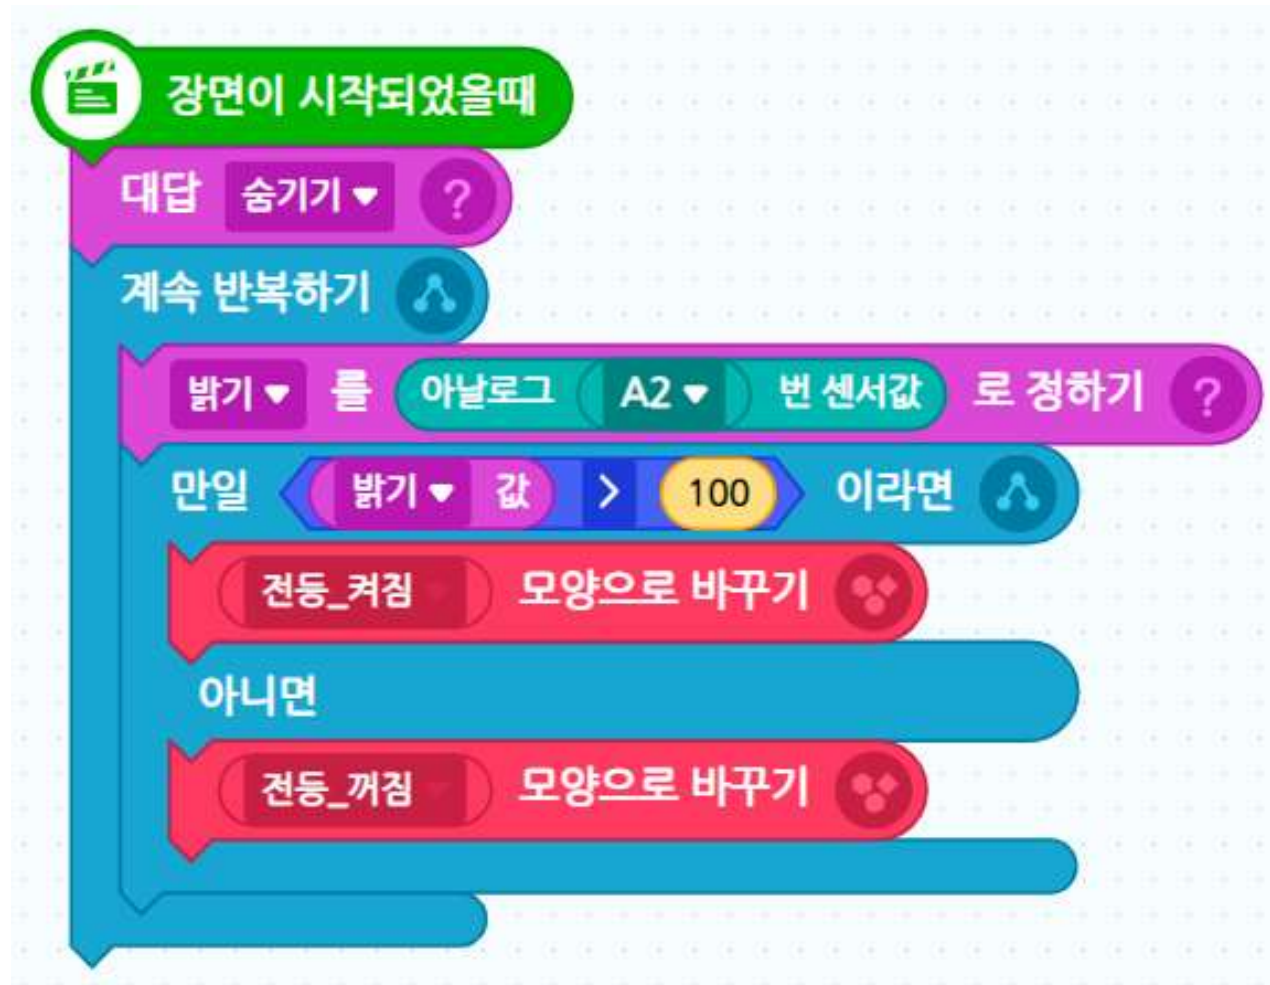 장면이 시작되었을때
대답 숨기기 ?
계속 반복하기
밝기 를 아날로그 A2 번 센서값 로 정하기 ?
만일 밝기 값 > 100 이라면
전등_켜짐 모양으로 바꾸기
아니면
전등_꺼짐 모양으로 바꾸기